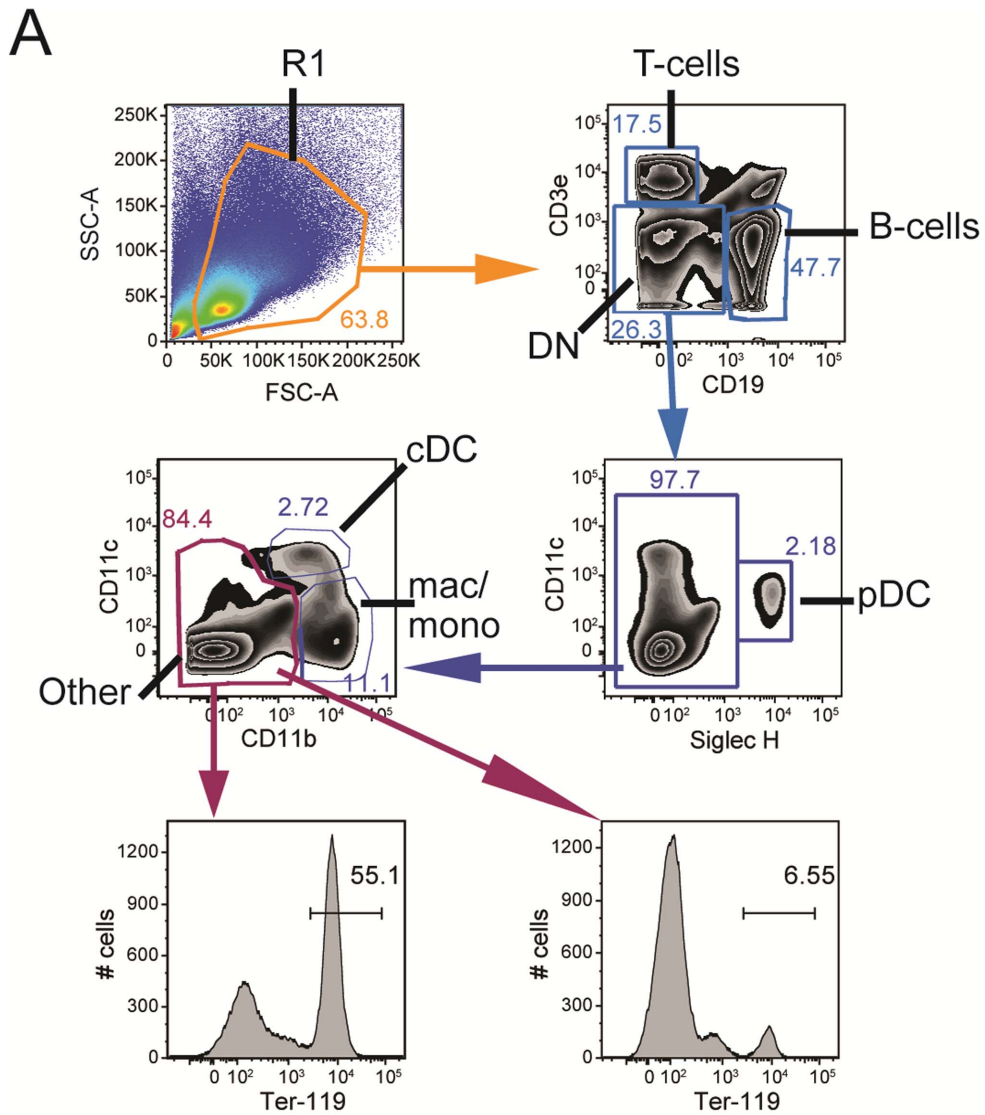 A
R1
T-cells
250K
200K
150K
100K
50K
0
SSC-A
63.8
0 50K 100K 150K 200K 250K
FSC-A
17.5
10^5
10^4
10^3
10^2
0
CD3e
B-cells
47.7
DN
26.3
0 10^2 10^3 10^4 10^5
CD19
cDC
2.72
84.4
10^5
10^4
10^3
10^2
0
CD11c
mac/
mono
11.1
Other
0 10^2 10^3 10^4 10^5
CD11b
97.7
2.18
10^5
10^4
10^3
10^2
0
CD11c
pDC
0 10^2 10^3 10^4 10^5
Siglec H
1200
900
600
300
0
# cells
55.1
0 10^2 10^3 10^4 10^5
Ter-119
1200
900
600
300
0
# cells
6.55
0 10^2 10^3 10^4 10^5
Ter-119